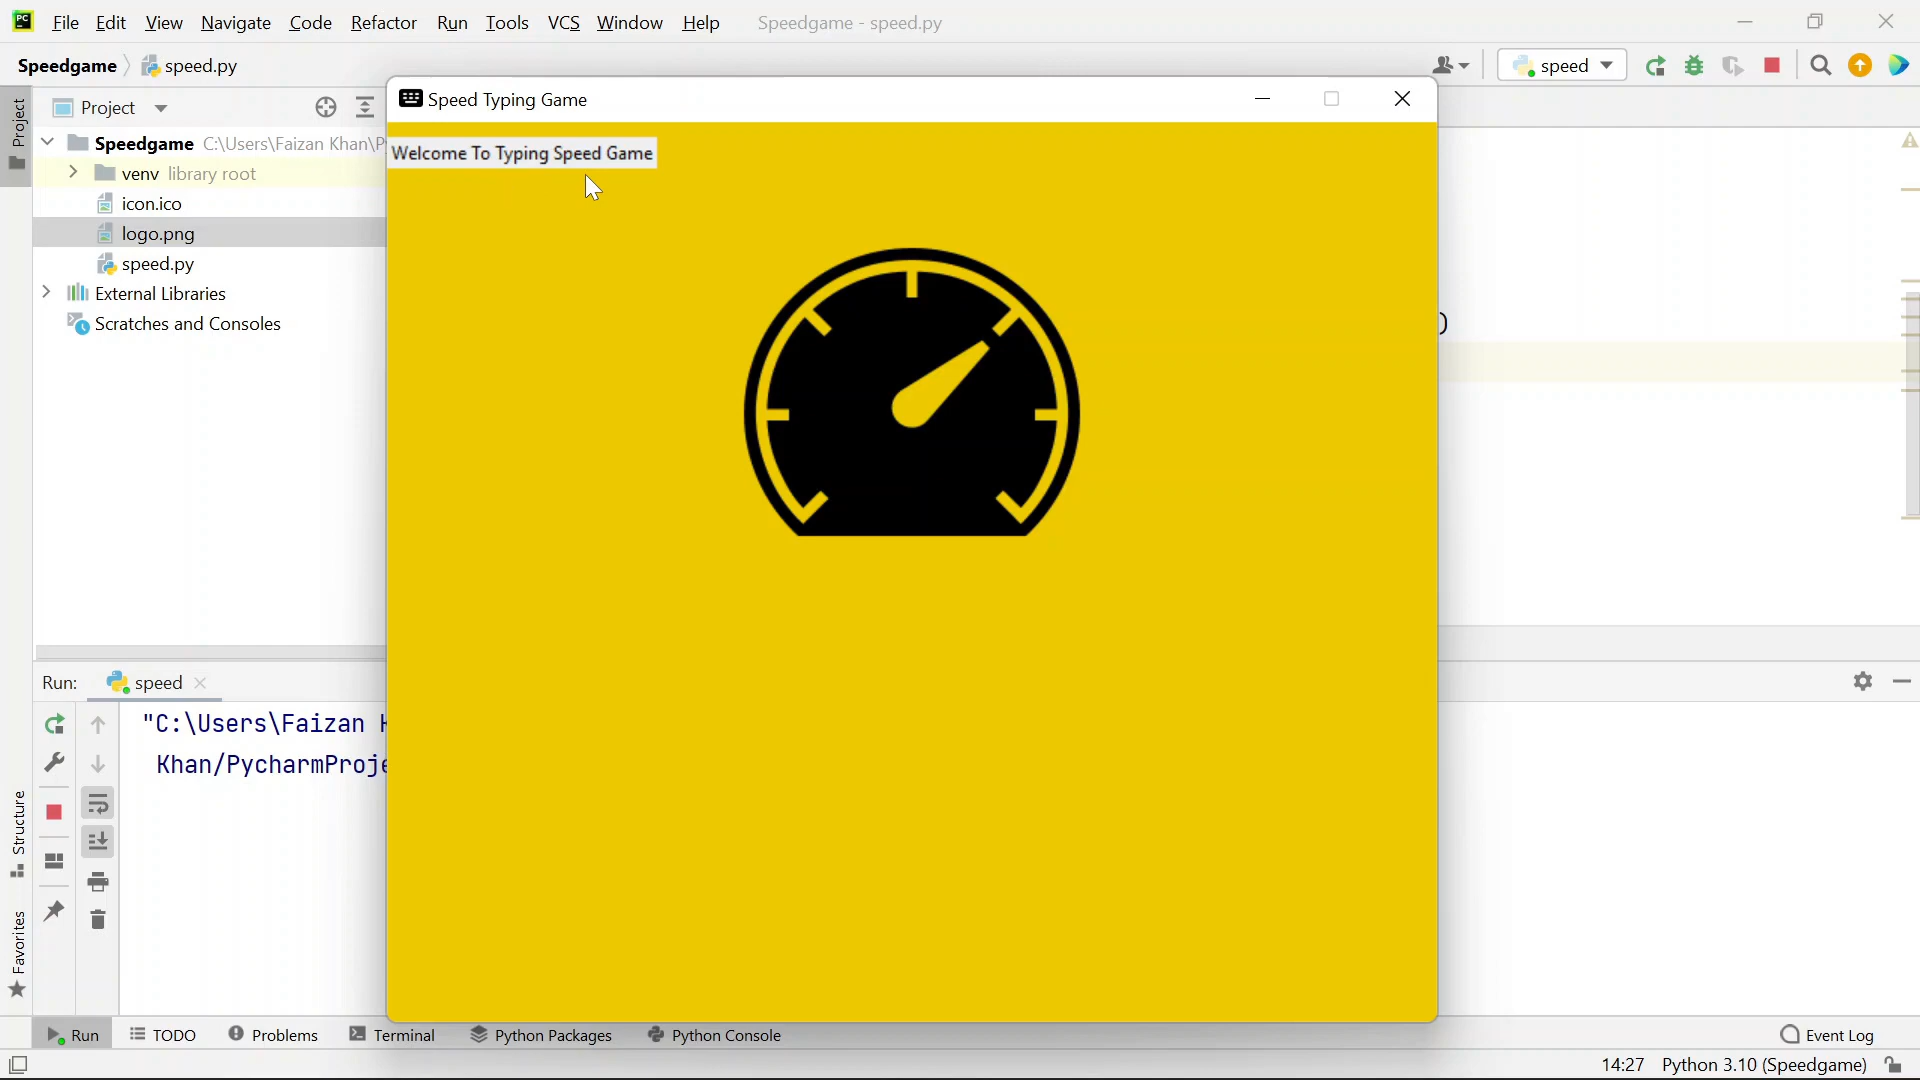 File Edit View Navigate Code Refactor Run Tools VCS Window Help Speedgame - speed.py
Speedgame speed.py
speed
Project
Speed Typing Game
Project
Speedgame C:\Users\Faizan Khan\P
Welcome To Typing Speed Game
venv library root
icon.ico
logo.png
speed.py
External Libraries
Scratches and Consoles
)
Run: speed
"C:\Users\Faizan
Khan/PycharmProje
Structure
Favorites
Run TODO Problems Terminal Python Packages Python Console Event Log
14:27 Python 3.10 (Speedgame)